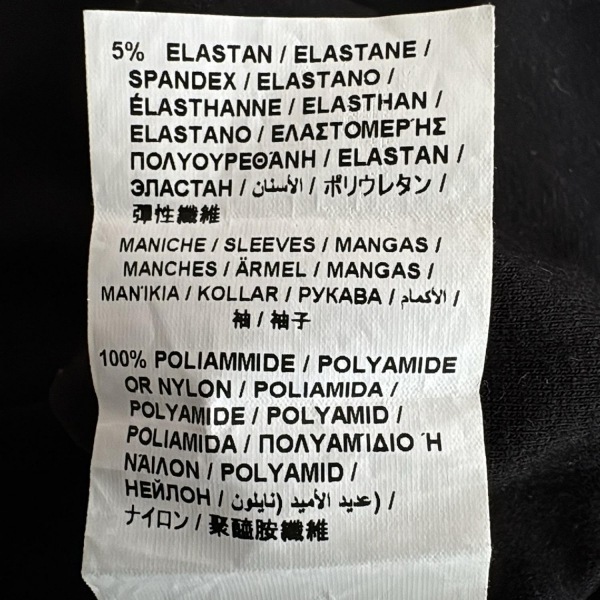 5% ELASTAN / ELASTANE /
SPANDEX / ELASTANO /
ÉLASTHANNE / ELASTHAN /
ELASTANO / ΕΛΑΣΤΟΜΕΡΉΣ
ΠΟΛΥΟΥΡΕΘΆΝΗ / ELASTAN /
ЭЛАСТАН / الأسنان / ポリウレタン /
彈性纖維
MANICHE / SLEEVES / MANGAS /
MANCHES / ÄRMEL / MANGAS /
ΜΑΝΊΚΙΑ / KOLLAR / РУКАВА / الأكمام /
袖 / 袖子
100% POLIAMMIDE / POLYAMIDE
OR NYLON / POLIAMIDA /
POLYAMIDE / POLYAMID /
POLIAMIDA / ΠΟΛΥΑΜΊΔΙΟ Ή
ΝΆΙΛΟΝ / POLYAMID /
НЕЙЛОН / عديد الأميد (نايلون) /
ナイロン / 聚醯胺纖維